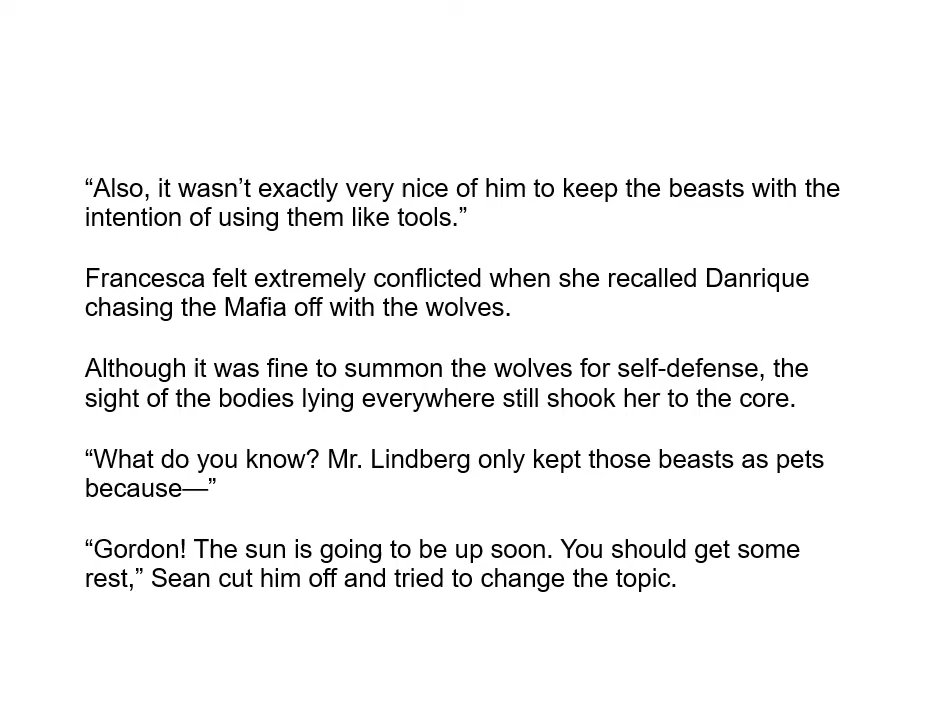 “Also, it wasn’t exactly very nice of him to keep the beasts with the
intention of using them like tools.”
Francesca felt extremely conflicted when she recalled Danrique
chasing the Mafia off with the wolves.
Although it was fine to summon the wolves for self-defense, the
sight of the bodies lying everywhere still shook her to the core.
“What do you know? Mr. Lindberg only kept those beasts as pets
because—”
“Gordon! The sun is going to be up soon. You should get some
rest,” Sean cut him off and tried to change the topic.